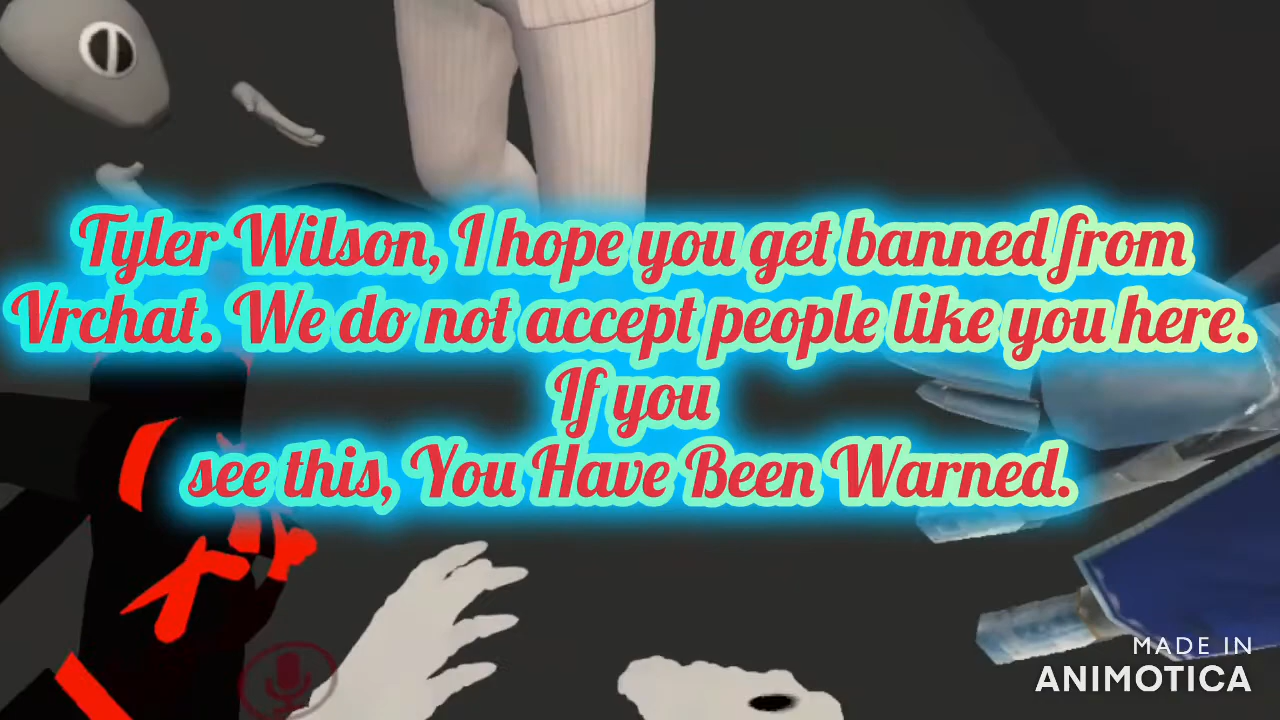 Tyler Wilson, I hope you get banned from
Vrchat. We do not accept people like you here.
If you
see this, You Have Been Warned.
MADE IN
ANIMOTICA